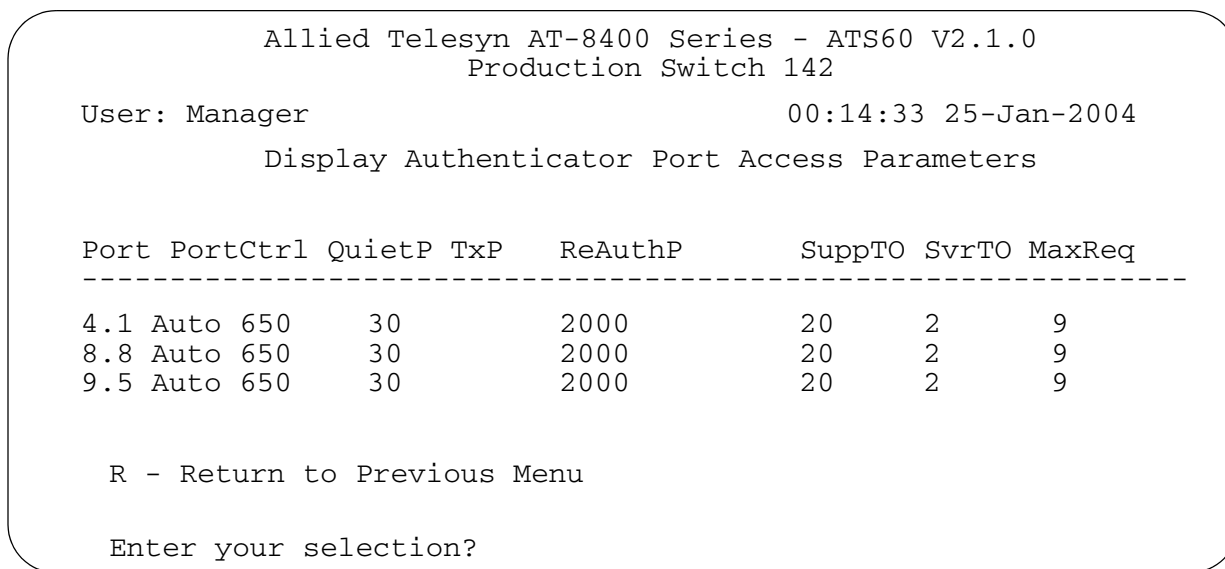 Allied Telesyn AT-8400 Series - ATS60 V2.1.0
Production Switch 142
User: Manager 00:14:33 25-Jan-2004
Display Authenticator Port Access Parameters
Port PortCtrl QuietP TxP ReAuthP SuppTO SvrTO MaxReq
---------------------------------------------------------------
4.1 Auto 650 30 2000 20 2 9
8.8 Auto 650 30 2000 20 2 9
9.5 Auto 650 30 2000 20 2 9
R - Return to Previous Menu
Enter your selection?